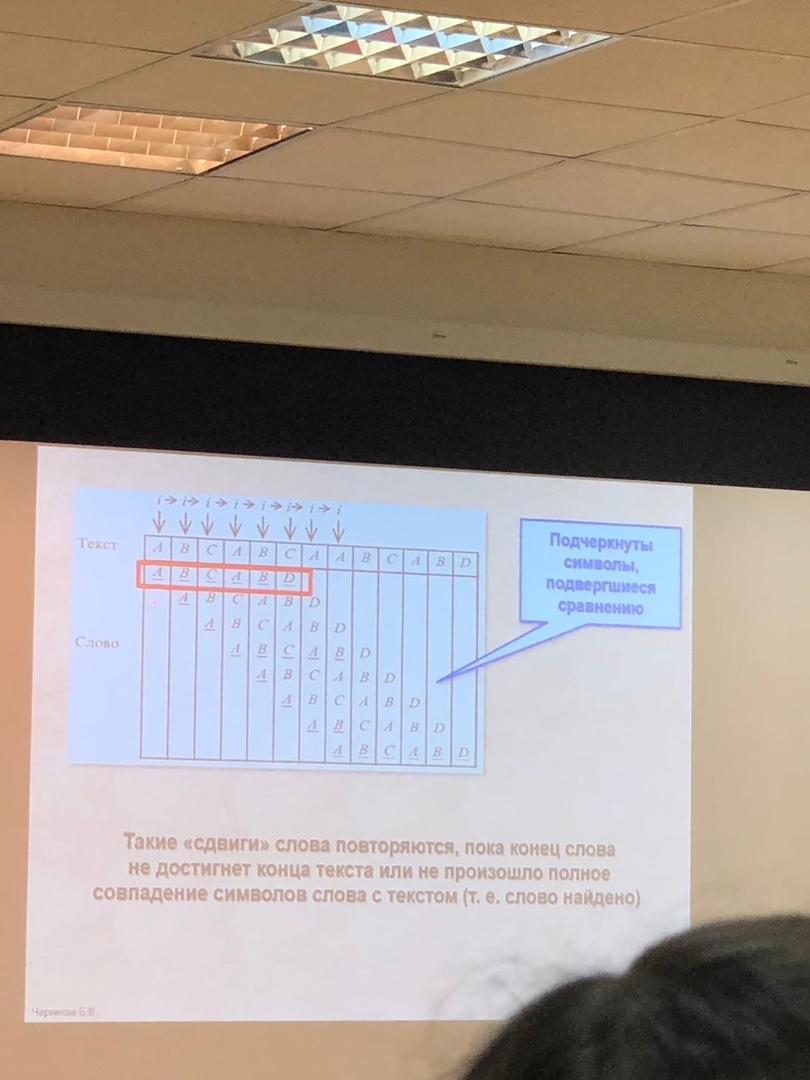 i → i → i → i → i → i → i → i
Текст A B C A B C A A B C A B D
A B C A B D
A B C A B D
A B C A B D
Слово
A B C A B D
A B C A B D
A B C A B D
A B C A B D
A B C A B D
Подчеркнуты
символы,
подвергшиеся
сравнению
Такие «сдвиги» слова повторяются, пока конец слова
не достигнет конца текста или не произошло полное
совпадение символов слова с текстом (т. е. слово найдено)
Черников Б.В.